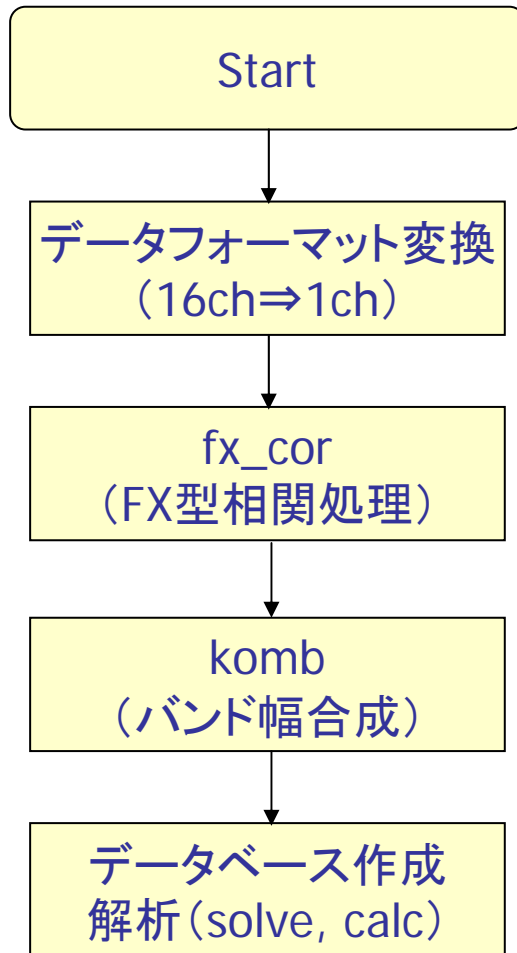 Start
データフォーマット変換
（16ch⇒1ch）
fx_cor
（FX型相関処理）
komb
（バンド幅合成）
データベース作成
解析（solve, calc）